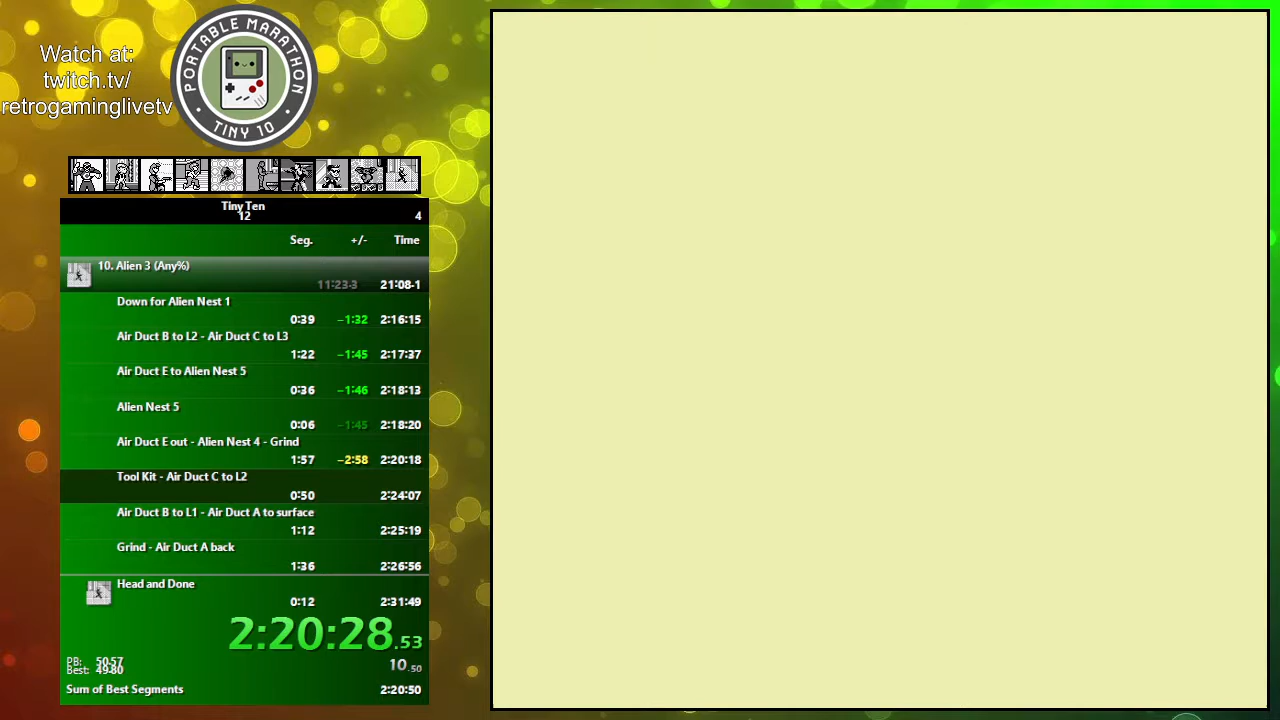 Watch at:
twitch.tv/
retrogaminglivetv
PORTABLE MARATHON
TINY 10
Tiny Ten
12 4
Seg. +/- Time
10. Alien 3 (Any%)
11:23-3 21:08-1
Down for Alien Nest 1
0:39 −1:32 2:16:15
Air Duct B to L2 - Air Duct C to L3
1:22 −1:45 2:17:37
Air Duct E to Alien Nest 5
0:36 −1:46 2:18:13
Alien Nest 5
0:06 −1:45 2:18:20
Air Duct E out - Alien Nest 4 - Grind
1:57 −2:58 2:20:18
Tool Kit - Air Duct C to L2
0:50 2:24:07
Air Duct B to L1 - Air Duct A to surface
1:12 2:25:19
Grind - Air Duct A back
1:36 2:26:56
Head and Done
0:12 2:31:49
2:20:28.53
PB: 50-57 10.50
Best: 49-80
Sum of Best Segments 2:20:50